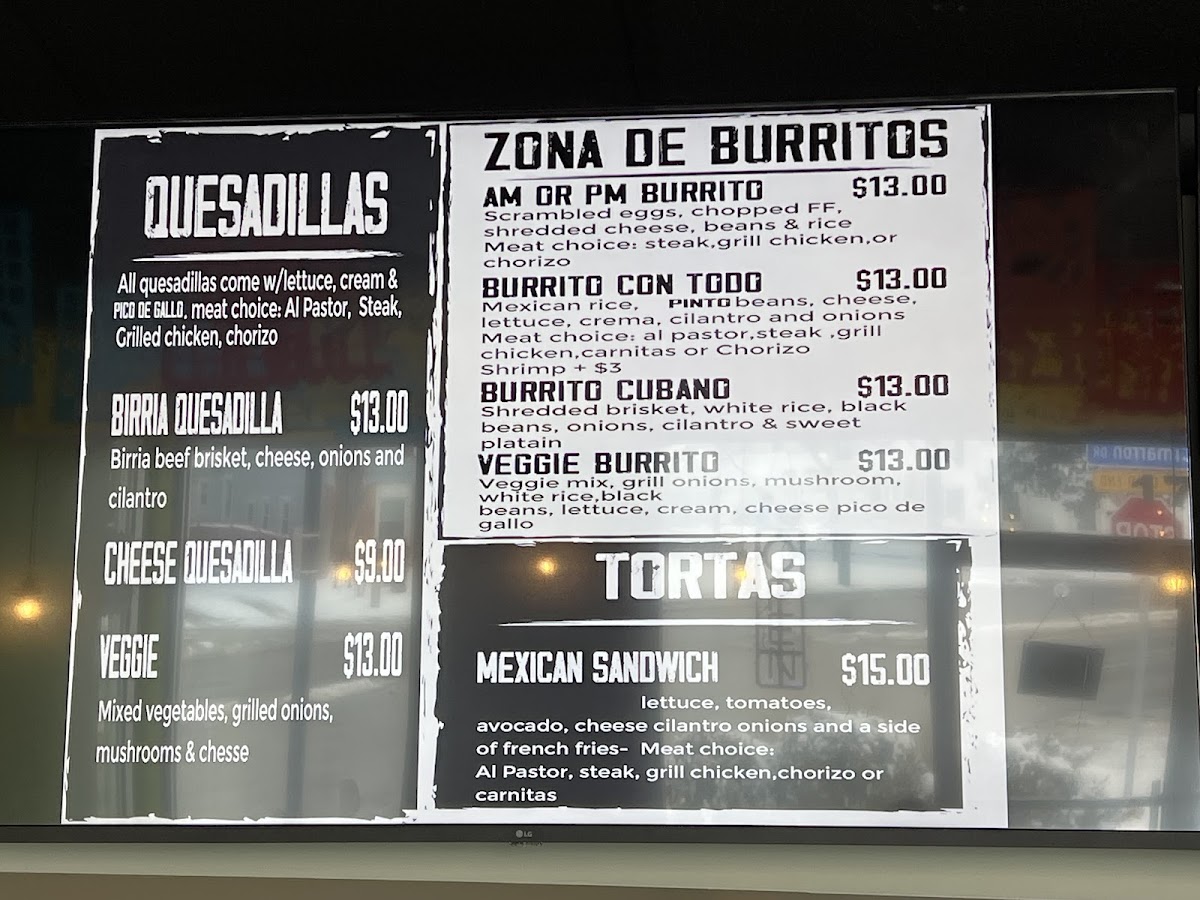 QUESADILLAS
All quesadillas come w/lettuce, cream &
PICO DE GALLO. meat choice: Al Pastor, Steak,
Grilled chicken, chorizo
BIRRIA QUESADILLA $13.00
Birria beef brisket, cheese, onions and
cilantro
CHEESE QUESADILLA $9.00
VEGGIE $13.00
Mixed vegetables, grilled onions,
mushrooms & chesse
ZONA DE BURRITOS
AM OR PM BURRITO $13.00
Scrambled eggs, chopped FF,
shredded cheese, beans & rice
Meat choice: steak,grill chicken,or
chorizo
BURRITO CON TODO $13.00
Mexican rice, PINTO beans, cheese,
lettuce, crema, cilantro and onions
Meat choice: al pastor,steak ,grill
chicken,carnitas or Chorizo
Shrimp + $3
BURRITO CUBANO $13.00
Shredded brisket, white rice, black
beans, onions, cilantro & sweet
platain
VEGGIE BURRITO $13.00
Veggie mix, grill onions, mushroom,
white rice,black
beans, lettuce, cream, cheese pico de
gallo
TORTAS
MEXICAN SANDWICH $15.00
lettuce, tomatoes,
avocado, cheese cilantro onions and a side
of french fries- Meat choice:
Al Pastor, steak, grill chicken,chorizo or
carnitas
LG
STOP